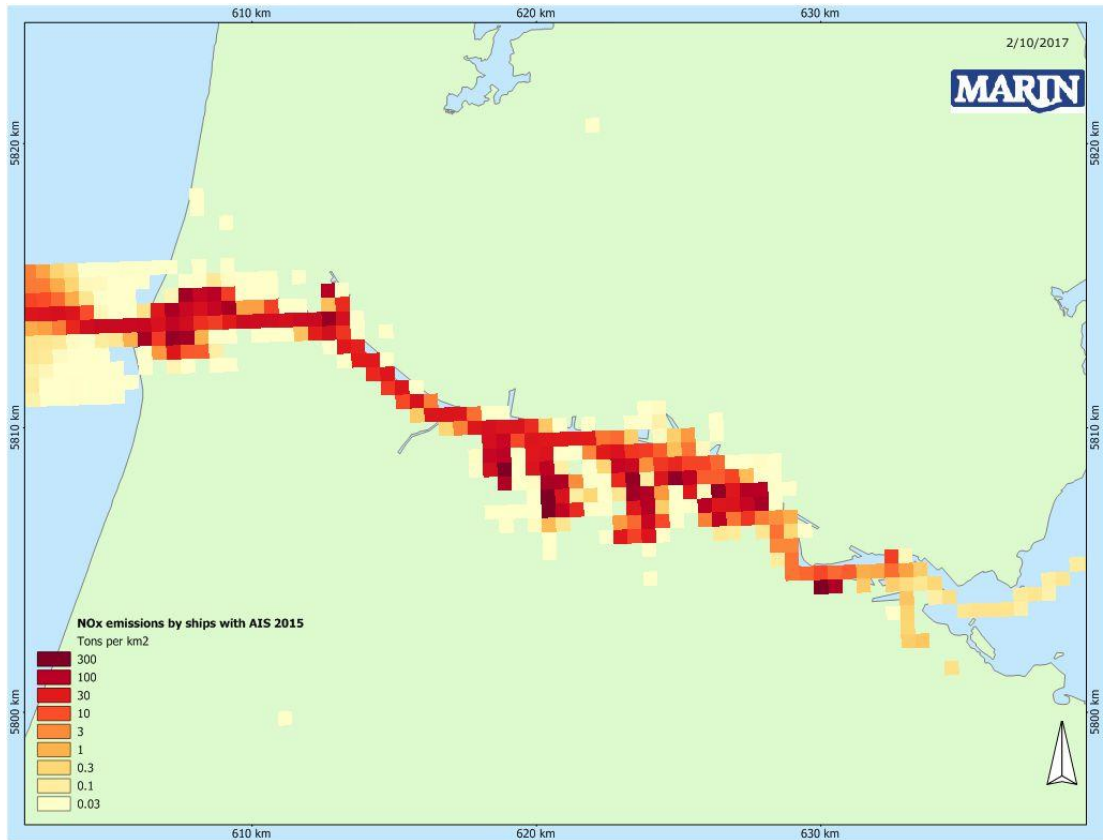 610 km
620 km
630 km
2/10/2017
MARIN
5820 km
5820 km
5810 km
5810 km
NOx emissions by ships with AIS 2015
Tons per km2
300
100
30
10
3
1
0.3
0.1
0.03
5800 km
5800 km
610 km
620 km
630 km